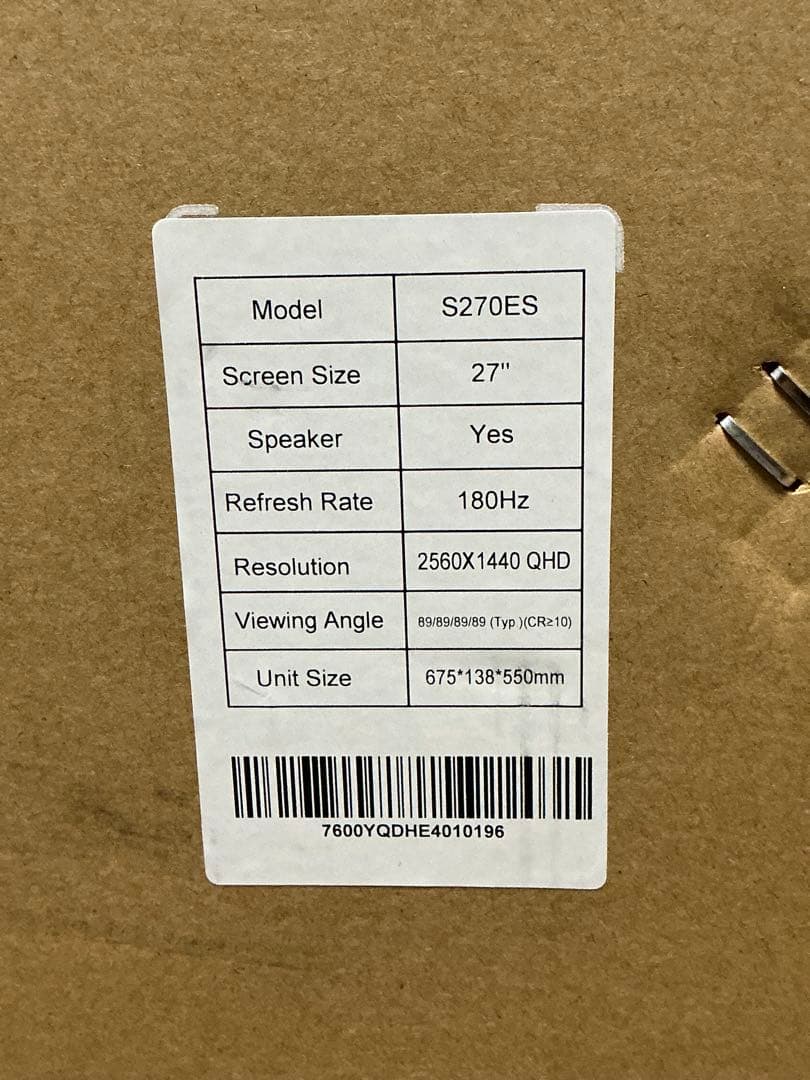 Model S270ES
Screen Size 27"
Speaker Yes
Refresh Rate 180Hz
Resolution 2560X1440 QHD
Viewing Angle 89/89/89/89 (Typ )(CR≥10)
Unit Size 675*138*550mm
7600YQDHE4010196